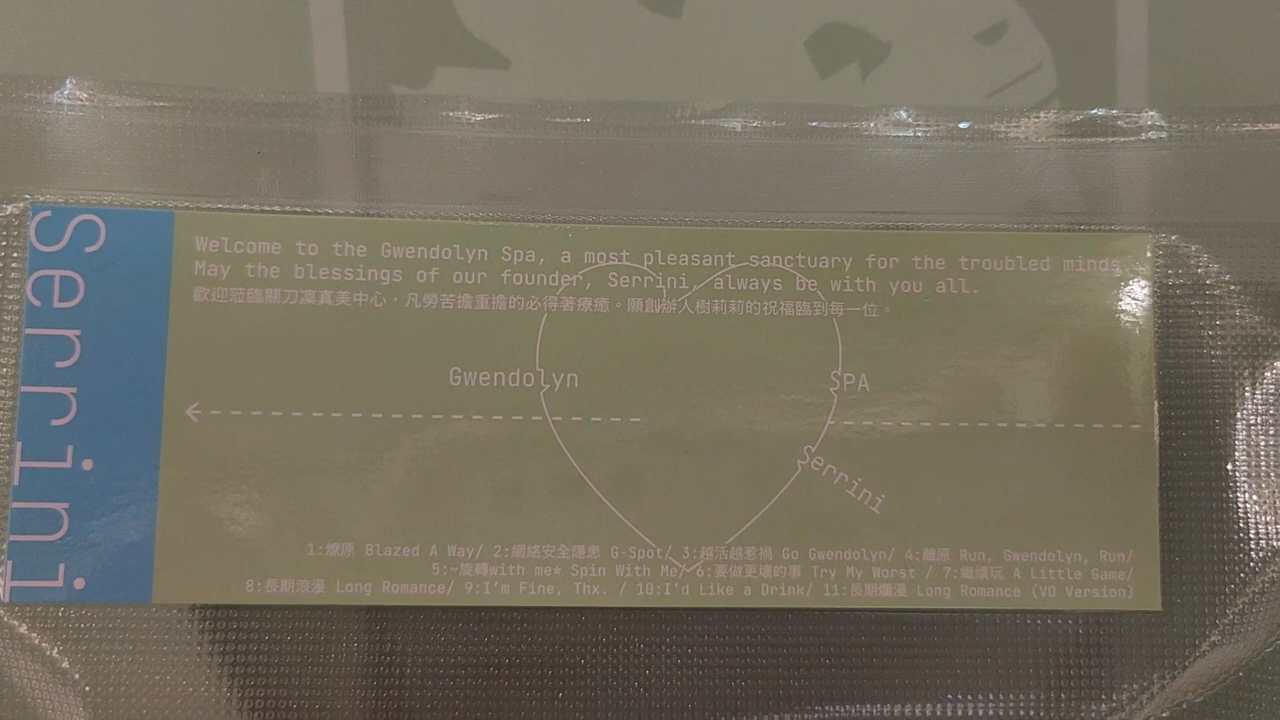 Serrini
Welcome to the Gwendolyn Spa, a most pleasant sanctuary for the troubled minds.
May the blessings of our founder, Serrini, always be with you all.
歡迎蒞臨關刀凜真美中心，凡勞苦擔重擔的必得著療癒。願創辦人樹莉莉的祝福臨到每一位。
Gwendolyn
SPA
Serrini
1:燎原 Blazed A Way/ 2:網絡安全隱患 G-Spot/ 3:越活越惹禍 Go Gwendolyn/ 4:離原 Run, Gwendolyn, Run/
5:~旋轉with me★ Spin With Me/ 6:要做更壞的事 Try My Worst / 7:繼續玩 A Little Game/
8:長期浪漫 Long Romance/ 9:I'm Fine, Thx. / 10:I'd Like a Drink/ 11:長期爛漫 Long Romance (VO Version)